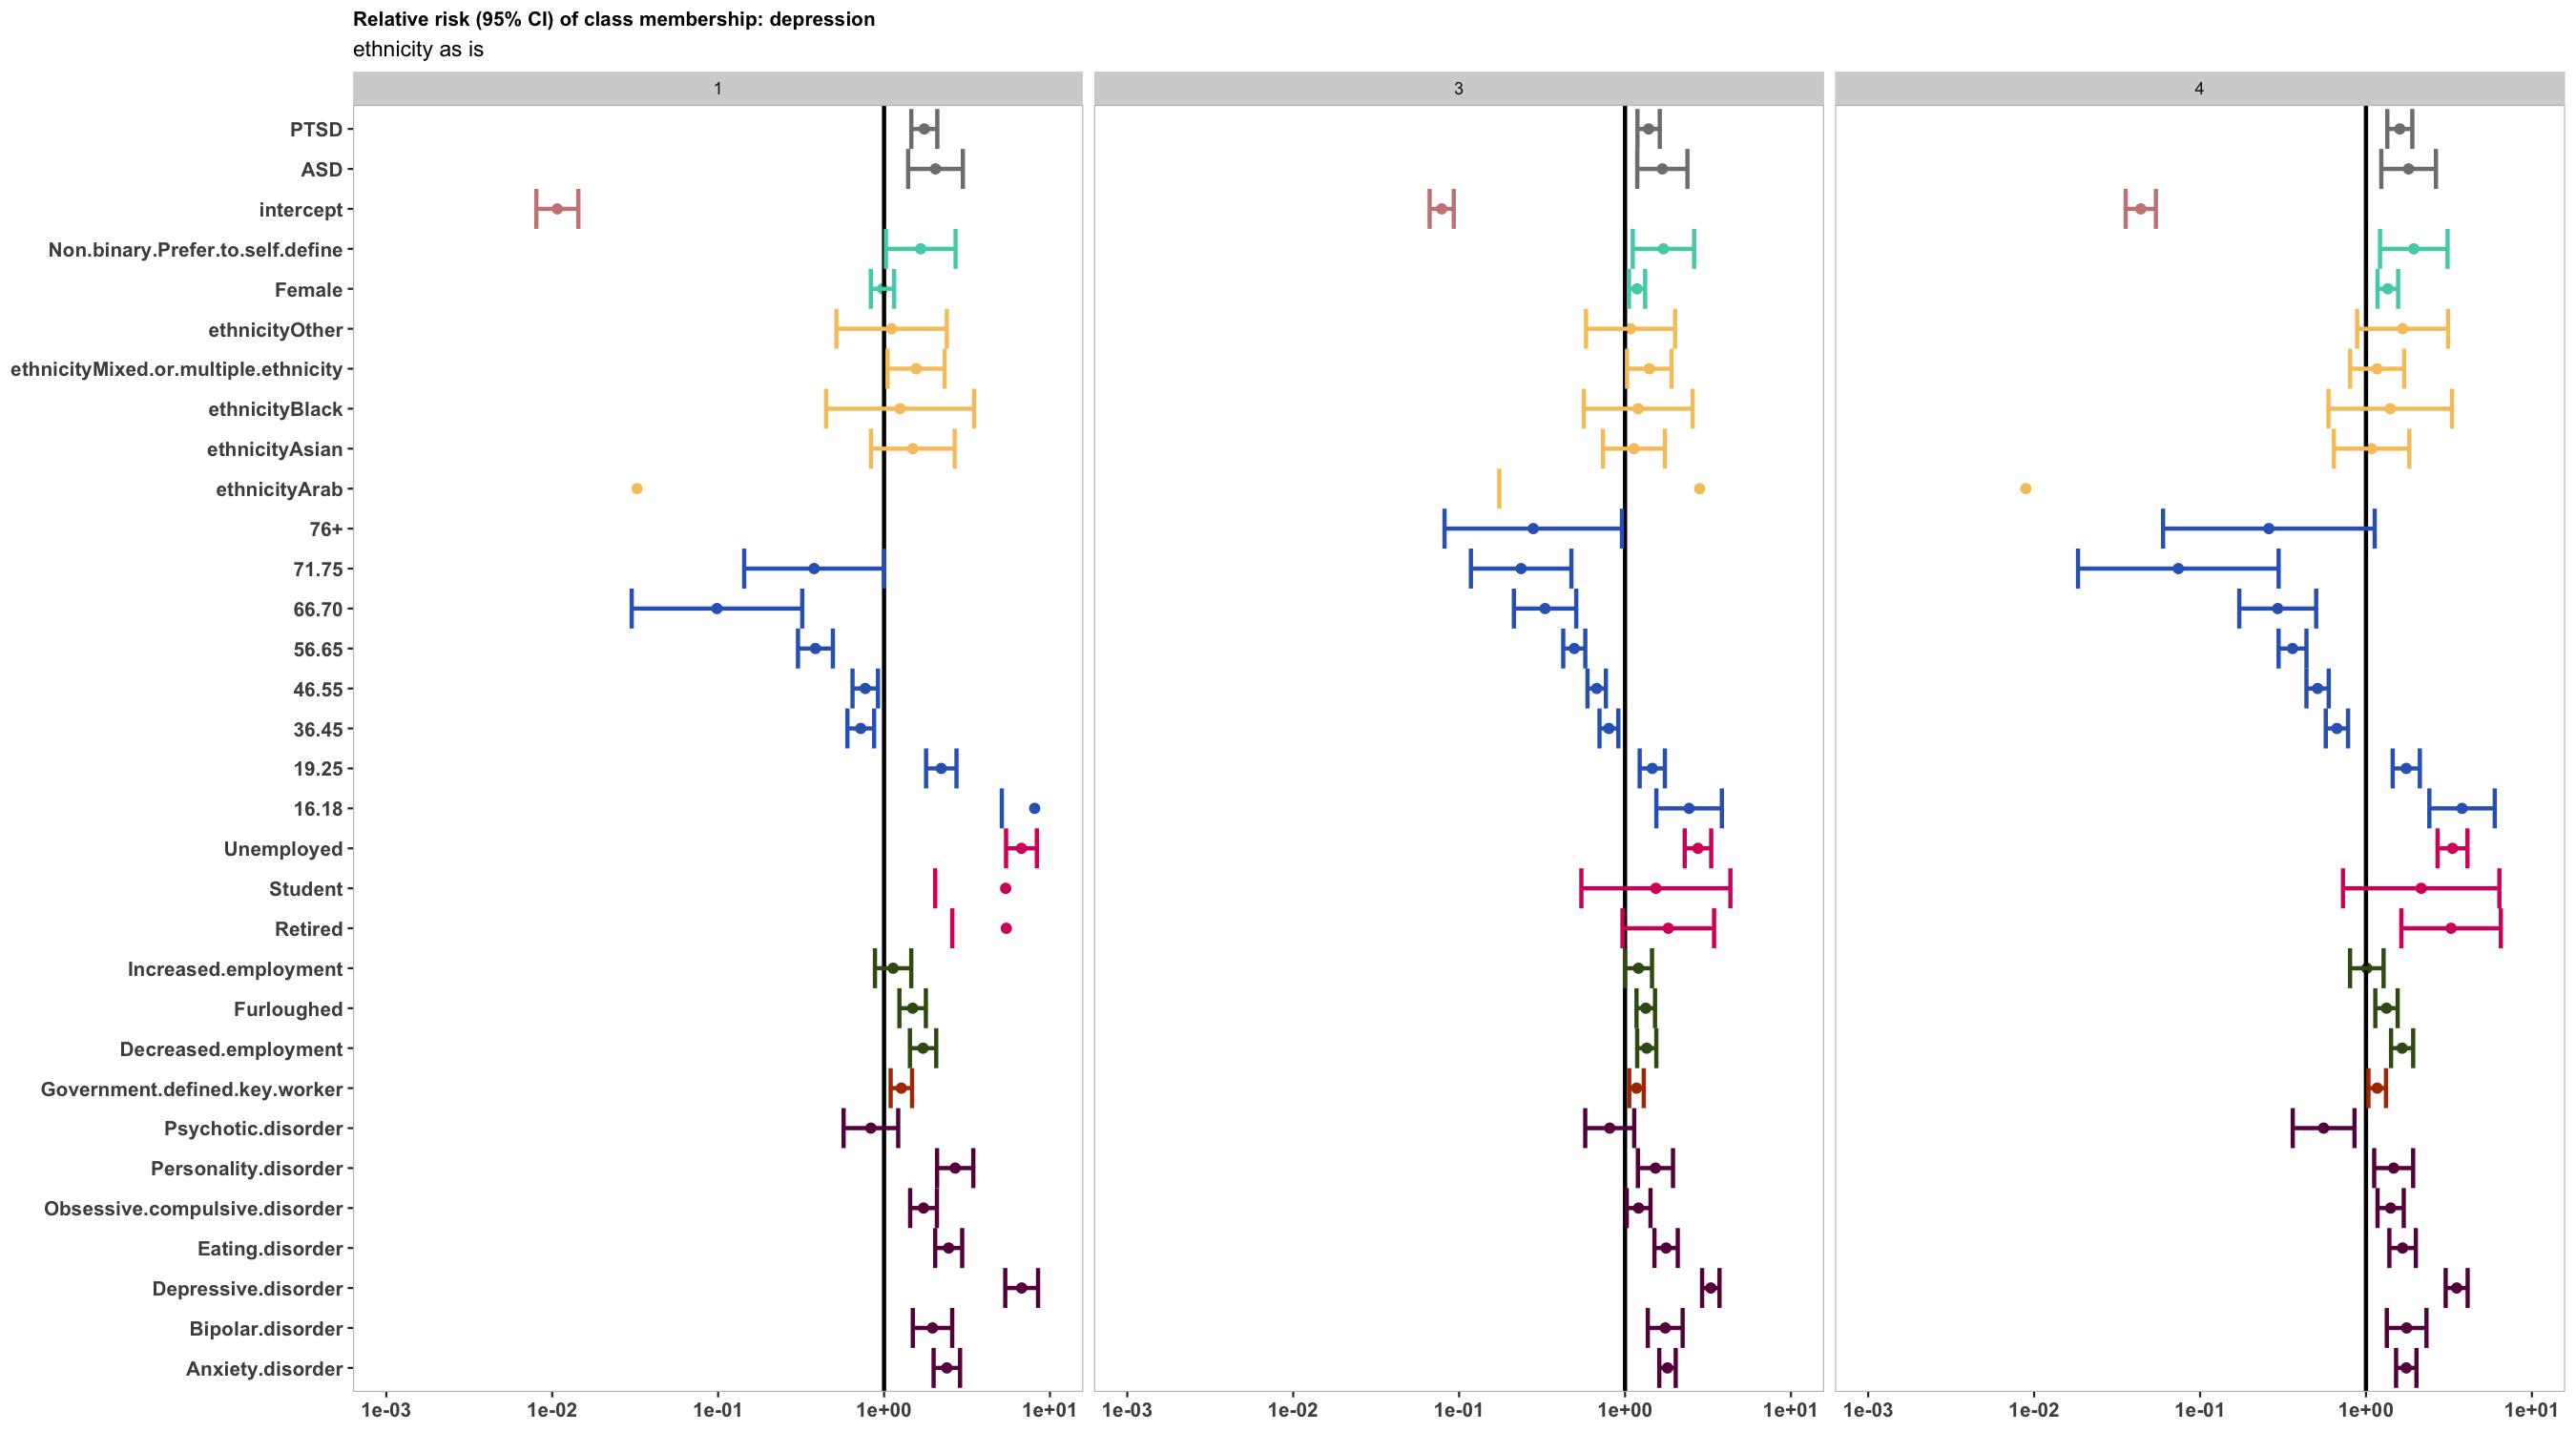 Relative risk (95% CI) of class membership: depression
ethnicity as is
1 3 4
PTSD
ASD
intercept
Non.binary.Prefer.to.self.define
Female
ethnicityOther
ethnicityMixed.or.multiple.ethnicity
ethnicityBlack
ethnicityAsian
ethnicityArab
76+
71.75
66.70
56.65
46.55
36.45
19.25
16.18
Unemployed
Student
Retired
Increased.employment
Furloughed
Decreased.employment
Government.defined.key.worker
Psychotic.disorder
Personality.disorder
Obsessive.compulsive.disorder
Eating.disorder
Depressive.disorder
Bipolar.disorder
Anxiety.disorder
1e-03 1e-02 1e-01 1e+00 1e+01 1e-03 1e-02 1e-01 1e+00 1e+01 1e-03 1e-02 1e-01 1e+00 1e+01